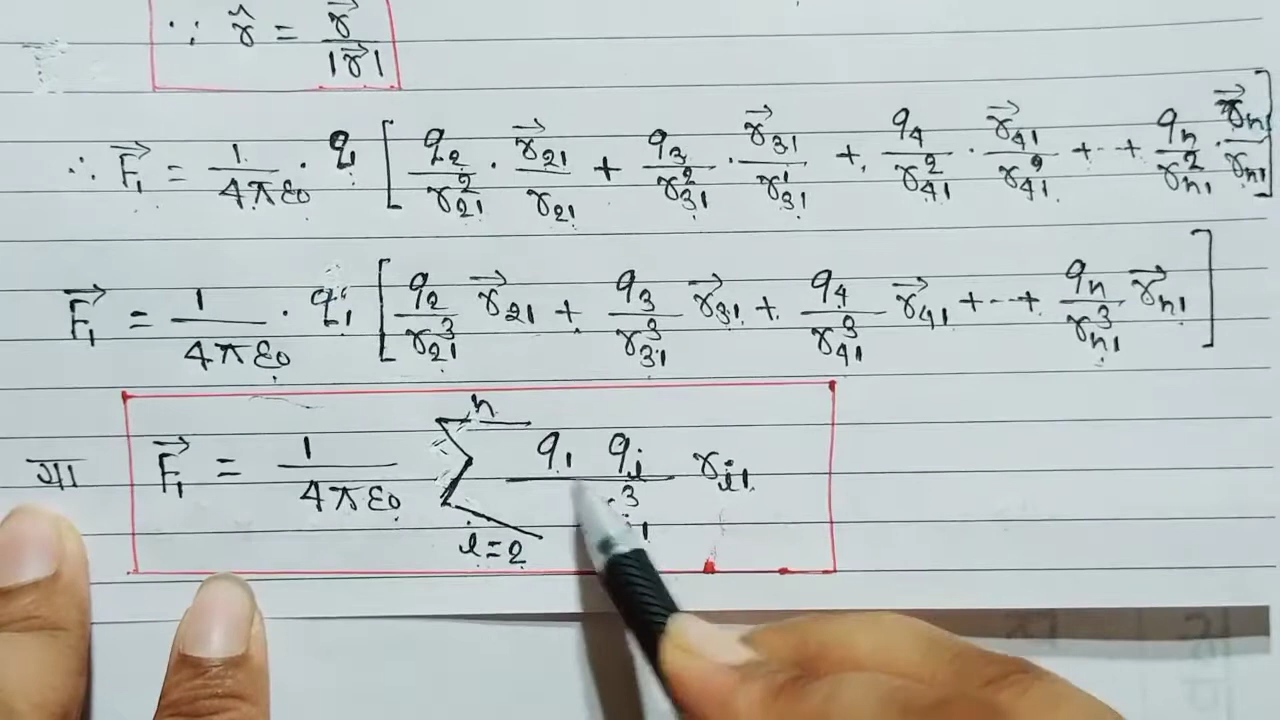 ∵ r̂ = r⃗ / |r⃗|
∴ F⃗₁ = 1/4πε₀ · q₁ [ q₂/r₂₁² · r⃗₂₁/r₂₁ + q₃/r₃₁² · r⃗₃₁/r₃₁ + q₄/r₄₁² · r⃗₄₁/r₄₁ + ... + qₙ/rₙ₁² · r⃗ₙ₁/rₙ₁ ]
F⃗₁ = 1/4πε₀ · q₁ [ q₂/r₂₁³ r⃗₂₁ + q₃/r₃₁³ r⃗₃₁ + q₄/r₄₁³ r⃗₄₁ + ... + qₙ/rₙ₁³ r⃗ₙ₁ ]
या F⃗₁ = 1/4πε₀ Σ n i=2 q₁ qᵢ / ³ ₁ rᵢ₁